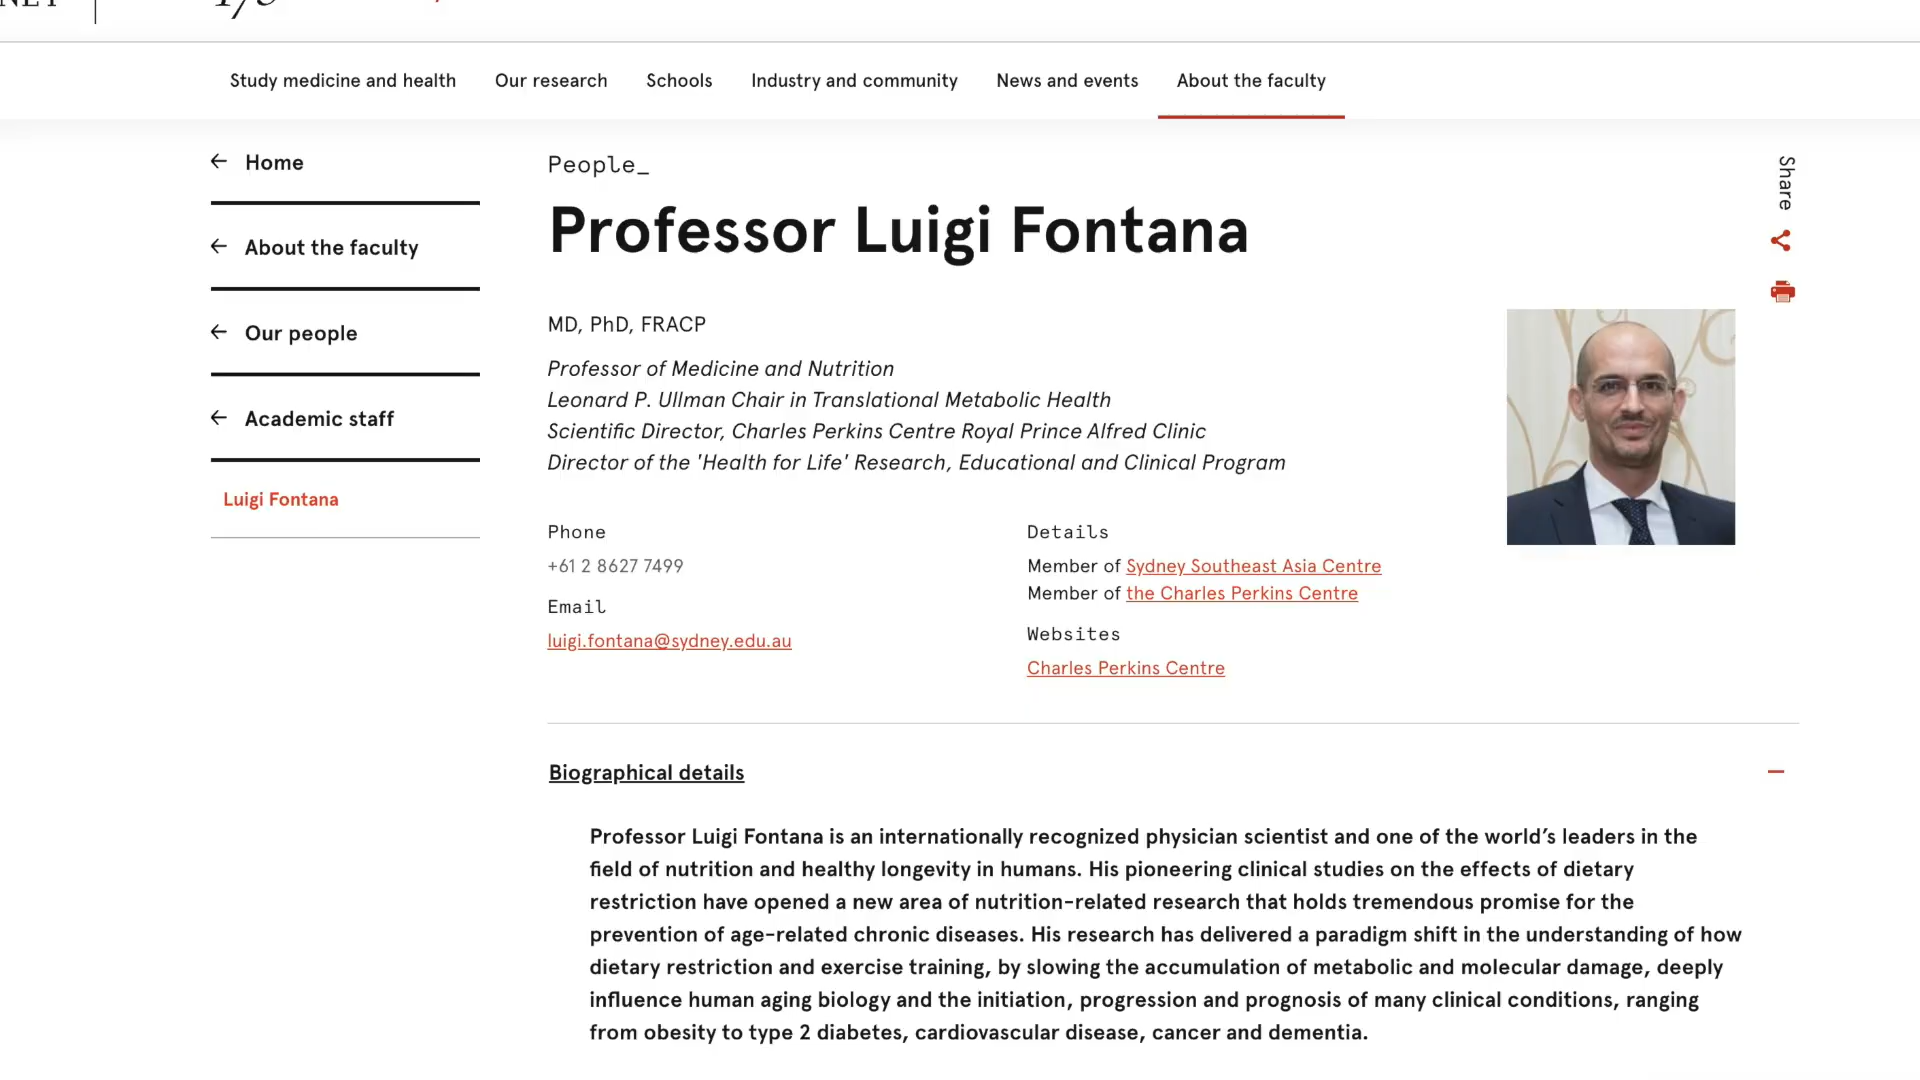 Study medicine and health Our research Schools Industry and community News and events About the faculty
Home
About the faculty
Our people
Academic staff
Luigi Fontana
People_
Professor Luigi Fontana
MD, PhD, FRACP
Professor of Medicine and Nutrition
Leonard P. Ullman Chair in Translational Metabolic Health
Scientific Director, Charles Perkins Centre Royal Prince Alfred Clinic
Director of the 'Health for Life' Research, Educational and Clinical Program
Phone
+61 2 8627 7499
Email
luigi.fontana@sydney.edu.au
Details
Member of Sydney Southeast Asia Centre
Member of the Charles Perkins Centre
Websites
Charles Perkins Centre
Share
Biographical details
Professor Luigi Fontana is an internationally recognized physician scientist and one of the world’s leaders in the
field of nutrition and healthy longevity in humans. His pioneering clinical studies on the effects of dietary
restriction have opened a new area of nutrition-related research that holds tremendous promise for the
prevention of age-related chronic diseases. His research has delivered a paradigm shift in the understanding of how
dietary restriction and exercise training, by slowing the accumulation of metabolic and molecular damage, deeply
influence human aging biology and the initiation, progression and prognosis of many clinical conditions, ranging
from obesity to type 2 diabetes, cardiovascular disease, cancer and dementia.